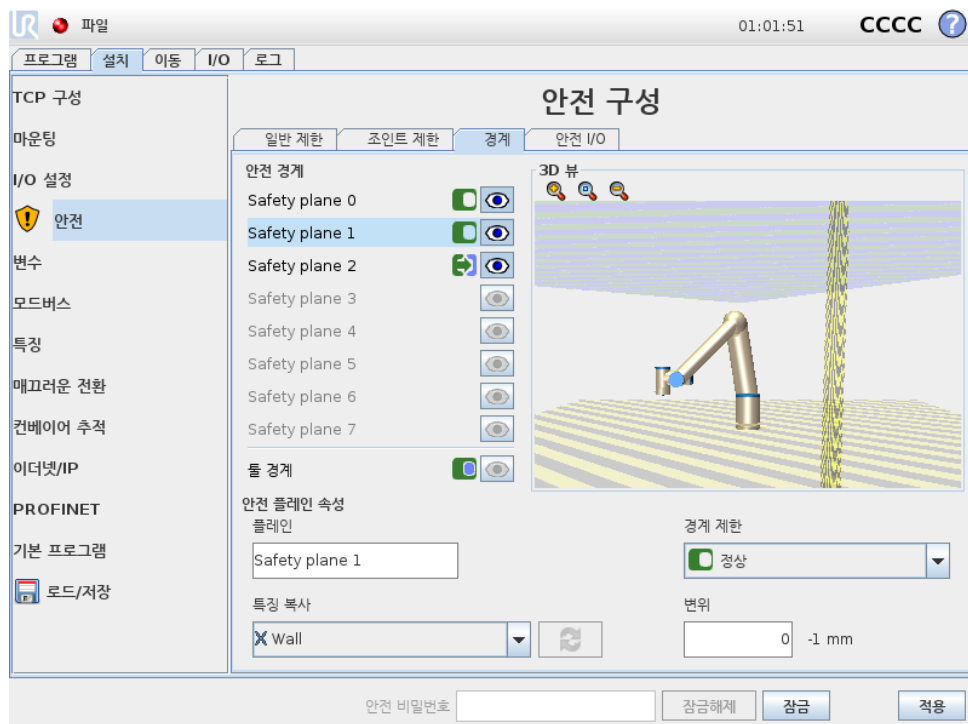 UR 파일 01:01:51 CCCC ?
프로그램 설치 이동 I/O 로그
TCP 구성
마운팅
I/O 설정
안전
변수
모드버스
특징
매끄러운 전환
컨베이어 추적
이더넷/IP
PROFINET
기본 프로그램
로드/저장
안전 구성
일반 제한 조인트 제한 경계 안전 I/O
안전 경계
Safety plane 0
Safety plane 1
Safety plane 2
Safety plane 3
Safety plane 4
Safety plane 5
Safety plane 6
Safety plane 7
툴 경계
3D 뷰
안전 플레인 속성
플레인
Safety plane 1
경계 제한
정상
특징 복사
Wall
변위
0 -1 mm
안전 비밀번호 잠금해제 잠금 적용